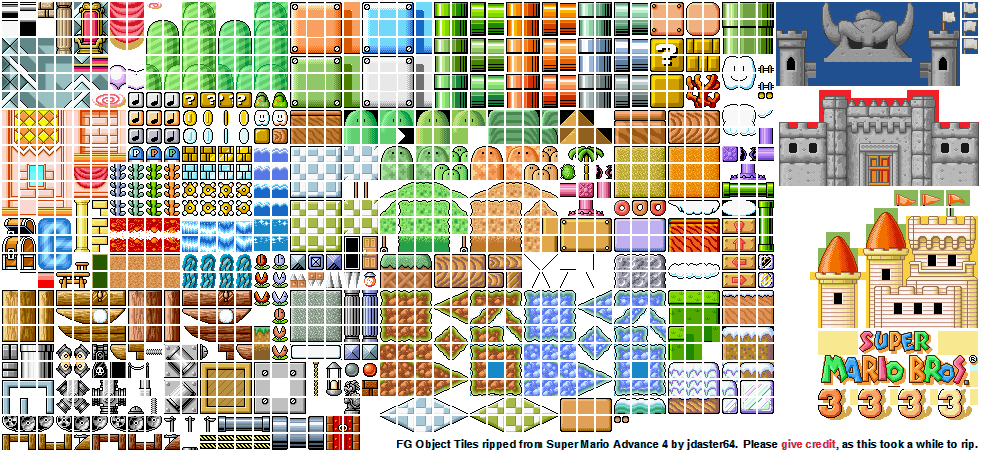 P P P
SUPER
MARIO BROS.®
3 3 3 3
FG Object Tiles ripped from Super Mario Advance 4 by jdaster64. Please give credit, as this took a while to rip.